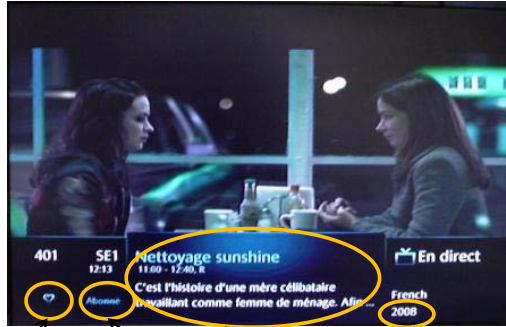 401
SE1
12:13
Nettoyage sunshine
11:00 - 12:40, R
En direct
Abonné
C'est l'histoire d'une mère célibataire
travaillant comme femme de ménage. Afin ...
French
2008